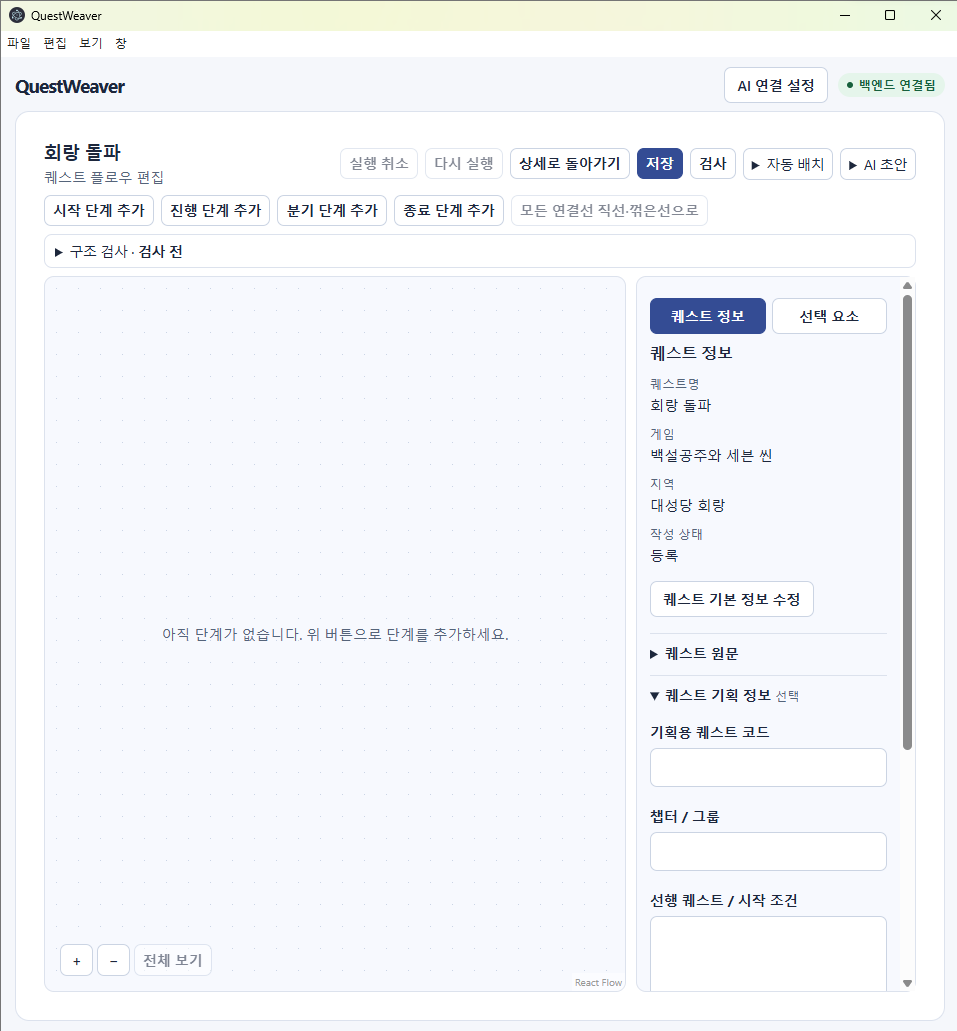 QuestWeaver
파일 편집 보기 창
QuestWeaver
AI 연결 설정
● 백엔드 연결됨
회랑 돌파
퀘스트 플로우 편집
실행 취소
다시 실행
상세로 돌아가기
저장
검사
▶ 자동 배치
▶ AI 초안
시작 단계 추가
진행 단계 추가
분기 단계 추가
종료 단계 추가
모든 연결선 직선·꺾은선으로
▶ 구조 검사 · 검사 전
아직 단계가 없습니다. 위 버튼으로 단계를 추가하세요.
+
−
전체 보기
React Flow
퀘스트 정보
선택 요소
퀘스트 정보
퀘스트명
회랑 돌파
게임
백설공주와 세븐 씬
지역
대성당 회랑
작성 상태
등록
퀘스트 기본 정보 수정
▶ 퀘스트 원문
▼ 퀘스트 기획 정보 선택
기획용 퀘스트 코드
챕터 / 그룹
선행 퀘스트 / 시작 조건